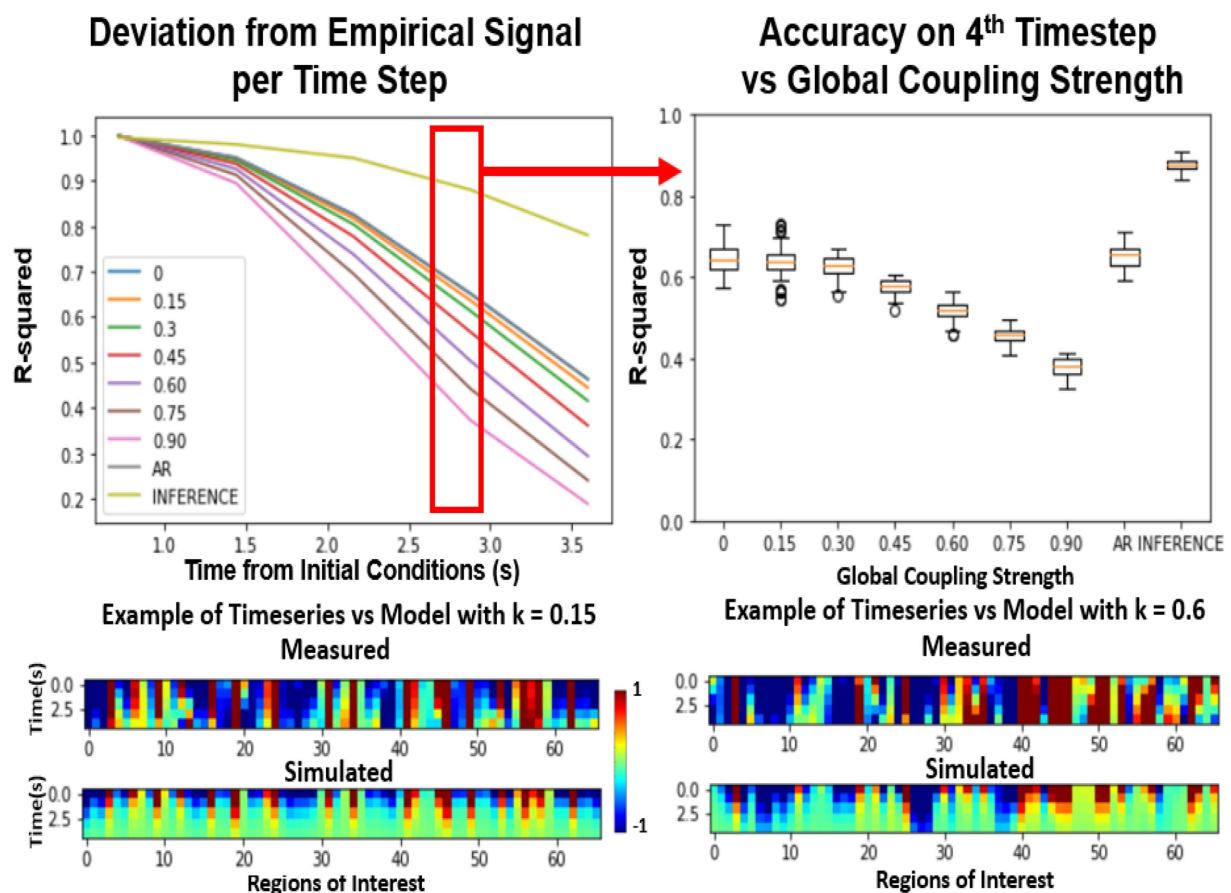 Deviation from Empirical Signal
per Time Step
R-squared
1.0
0.9
0.8
0.7
0.6
0.5
0.4
0.3
0.2
0
0.15
0.3
0.45
0.60
0.75
0.90
AR
INFERENCE
1.0
1.5
2.0
2.5
3.0
3.5
Time from Initial Conditions (s)
Accuracy on 4th Timestep
vs Global Coupling Strength
R-squared
1.0
0.8
0.6
0.4
0.2
0.0
0 0.15 0.30 0.45 0.60 0.75 0.90 AR INFERENCE
Global Coupling Strength
Example of Timeseries vs Model with k = 0.15
Measured
Time(s)
0.0
2.5
0 10 20 30 40 50 60
Simulated
Time(s)
0.0
2.5
0 10 20 30 40 50 60
Regions of Interest
1
-1
Example of Timeseries vs Model with k = 0.6
Measured
Time(s)
0.0
2.5
0 10 20 30 40 50 60
Simulated
0.0
2.5
0 10 20 30 40 50 60
Regions of Interest